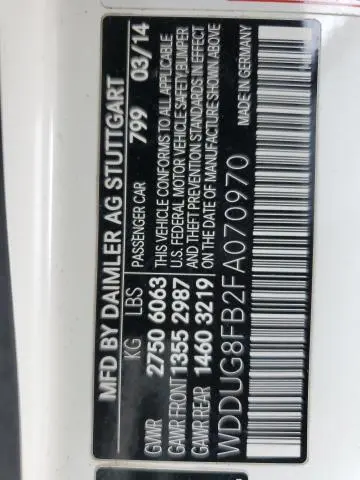 MFD BY DAIMLER AG STUTTGART
KG LBS PASSENGER CAR 799 03/14
GVWR 2750 6063 THIS VEHICLE CONFORMS TO ALL APPLICABLE
GAWR FRONT 1355 2987 U.S. FEDERAL MOTOR VEHICLE SAFETY,BUMPER
GAWR REAR 1460 3219 AND THEFT PREVENTION STANDARDS IN EFFECT
ON THE DATE OF MANUFACTURE SHOWN ABOVE
WDDUG8FB2FA070970 MADE IN GERMANY